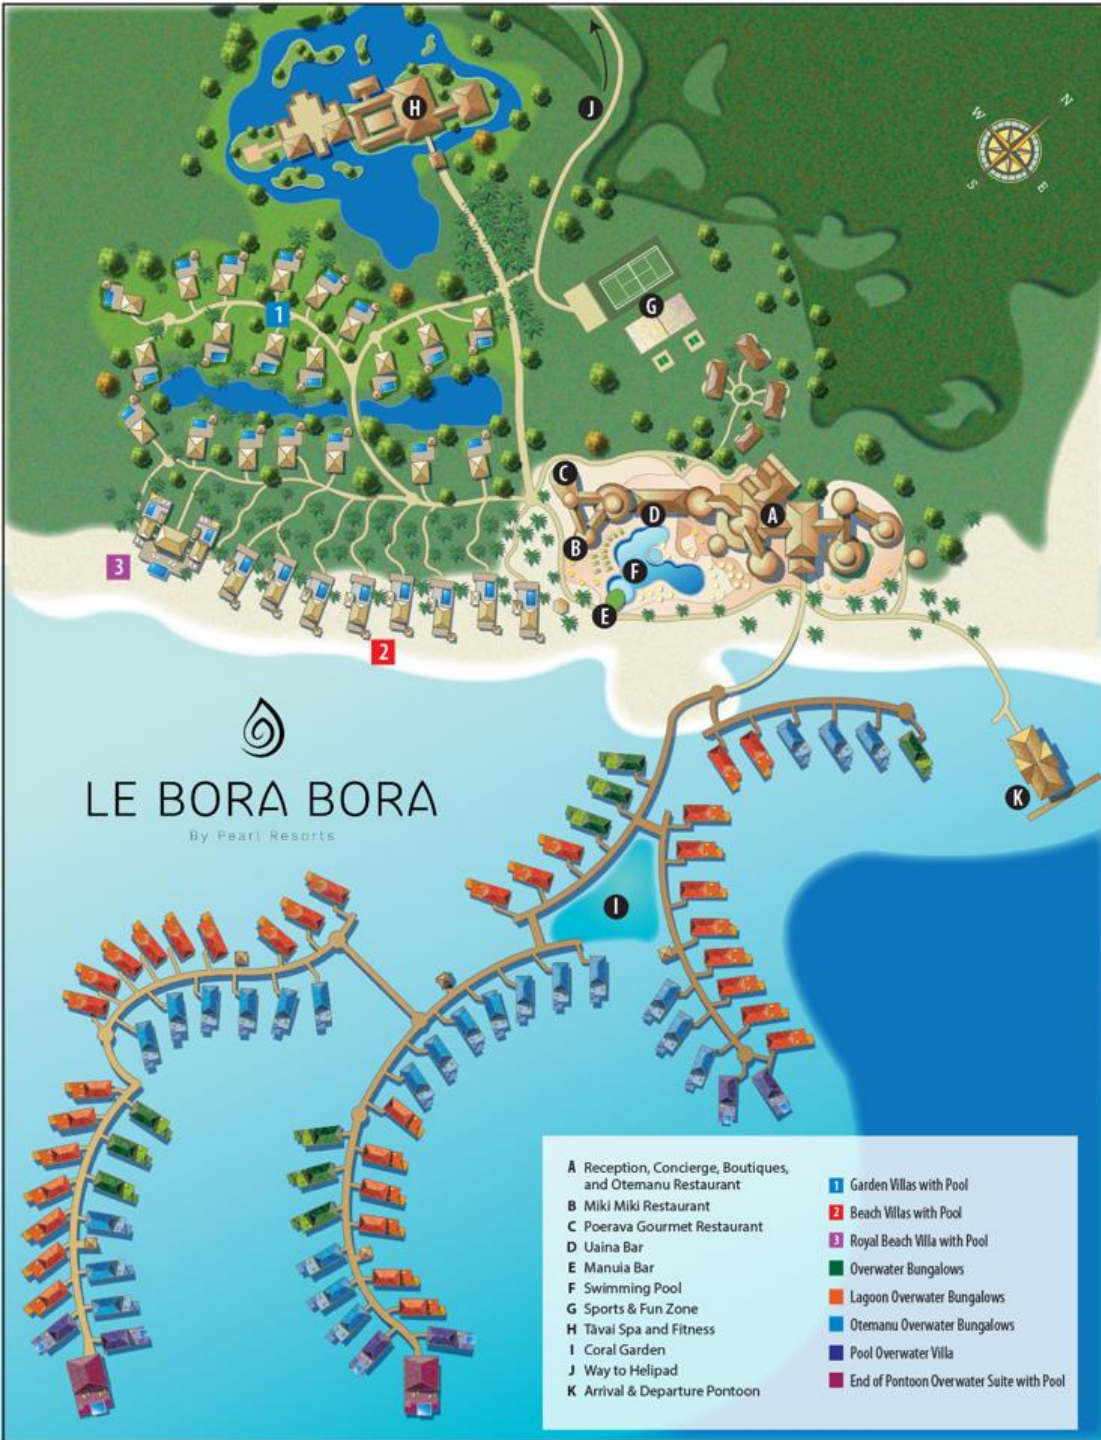 H
J
N
W
S
E
G
1
C
D
A
B
3
F
E
2
LE BORA BORA
By Pearl Resorts
K
I
A Reception, Concierge, Boutiques,
and Otemanu Restaurant
B Miki Miki Restaurant
C Poerava Gourmet Restaurant
D Uaina Bar
E Manuia Bar
F Swimming Pool
G Sports & Fun Zone
H Tāvai Spa and Fitness
I Coral Garden
J Way to Helipad
K Arrival & Departure Pontoon
1 Garden Villas with Pool
2 Beach Villas with Pool
3 Royal Beach Villa with Pool
Overwater Bungalows
Lagoon Overwater Bungalows
Otemanu Overwater Bungalows
Pool Overwater Villa
End of Pontoon Overwater Suite with Pool